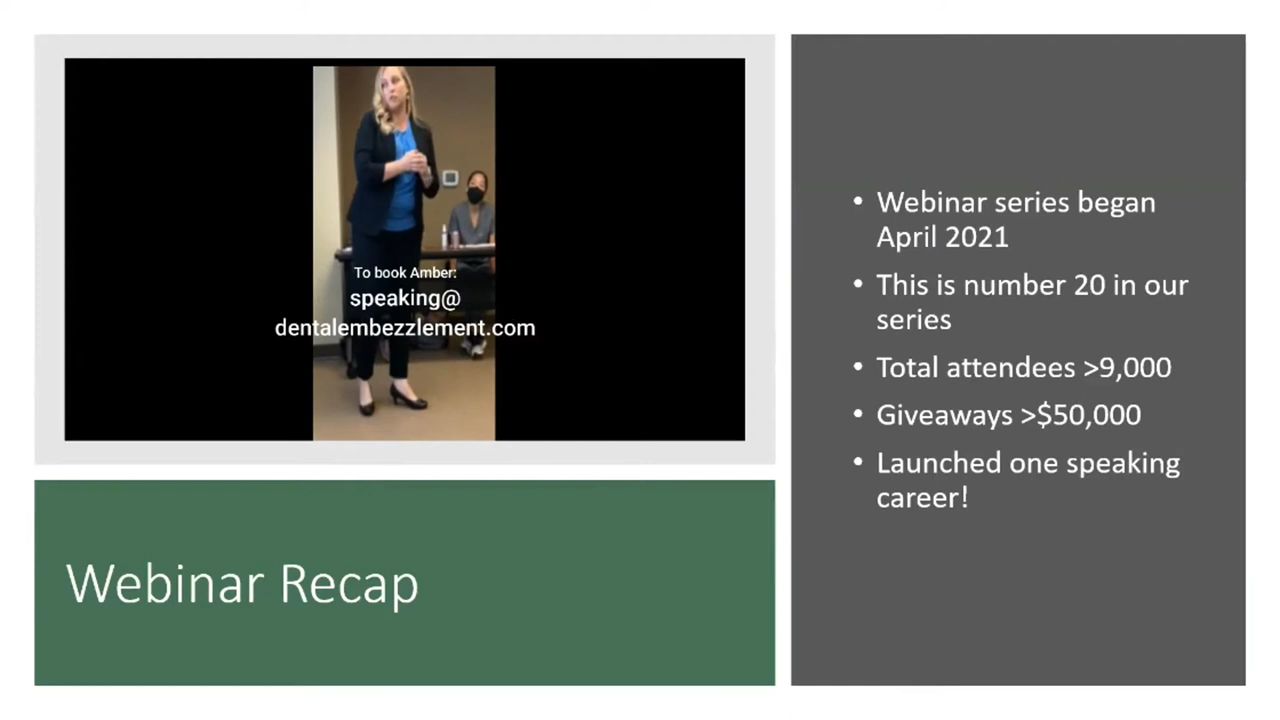 To book Amber:
speaking@
dentalembezzlement.com
Webinar Recap
• Webinar series began
April 2021
• This is number 20 in our
series
• Total attendees >9,000
• Giveaways >$50,000
• Launched one speaking
career!